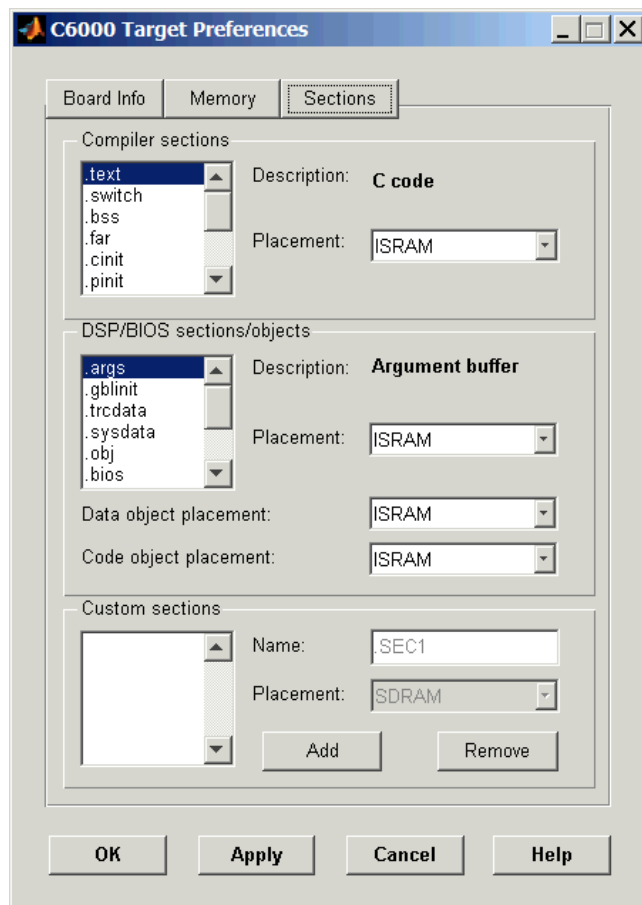 C6000 Target Preferences
Board Info Memory Sections
Compiler sections
.text
.switch
.bss
.far
.cinit
.pinit
Description: C code
Placement: ISRAM
DSP/BIOS sections/objects
.args
.gblinit
.trcdata
.sysdata
.obj
.bios
Description: Argument buffer
Placement: ISRAM
Data object placement: ISRAM
Code object placement: ISRAM
Custom sections
Name: .SEC1
Placement: SDRAM
Add Remove
OK Apply Cancel Help